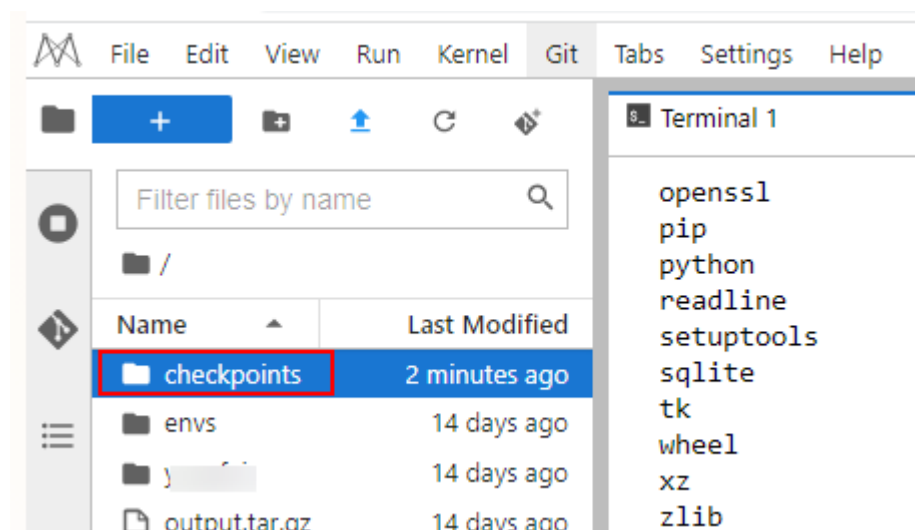 File Edit View Run Kernel Git Tabs Settings Help
+
Terminal 1
Filter files by name
/
Name Last Modified
checkpoints 2 minutes ago
envs 14 days ago
14 days ago
output.tar.gz 14 days ago
openssl
pip
python
readline
setuptools
sqlite
tk
wheel
xz
zlib